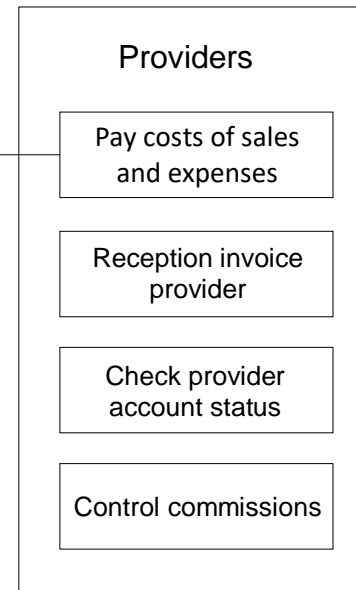 Providers
Pay costs of sales
and expenses
Reception invoice
provider
Check provider
account status
Control commissions